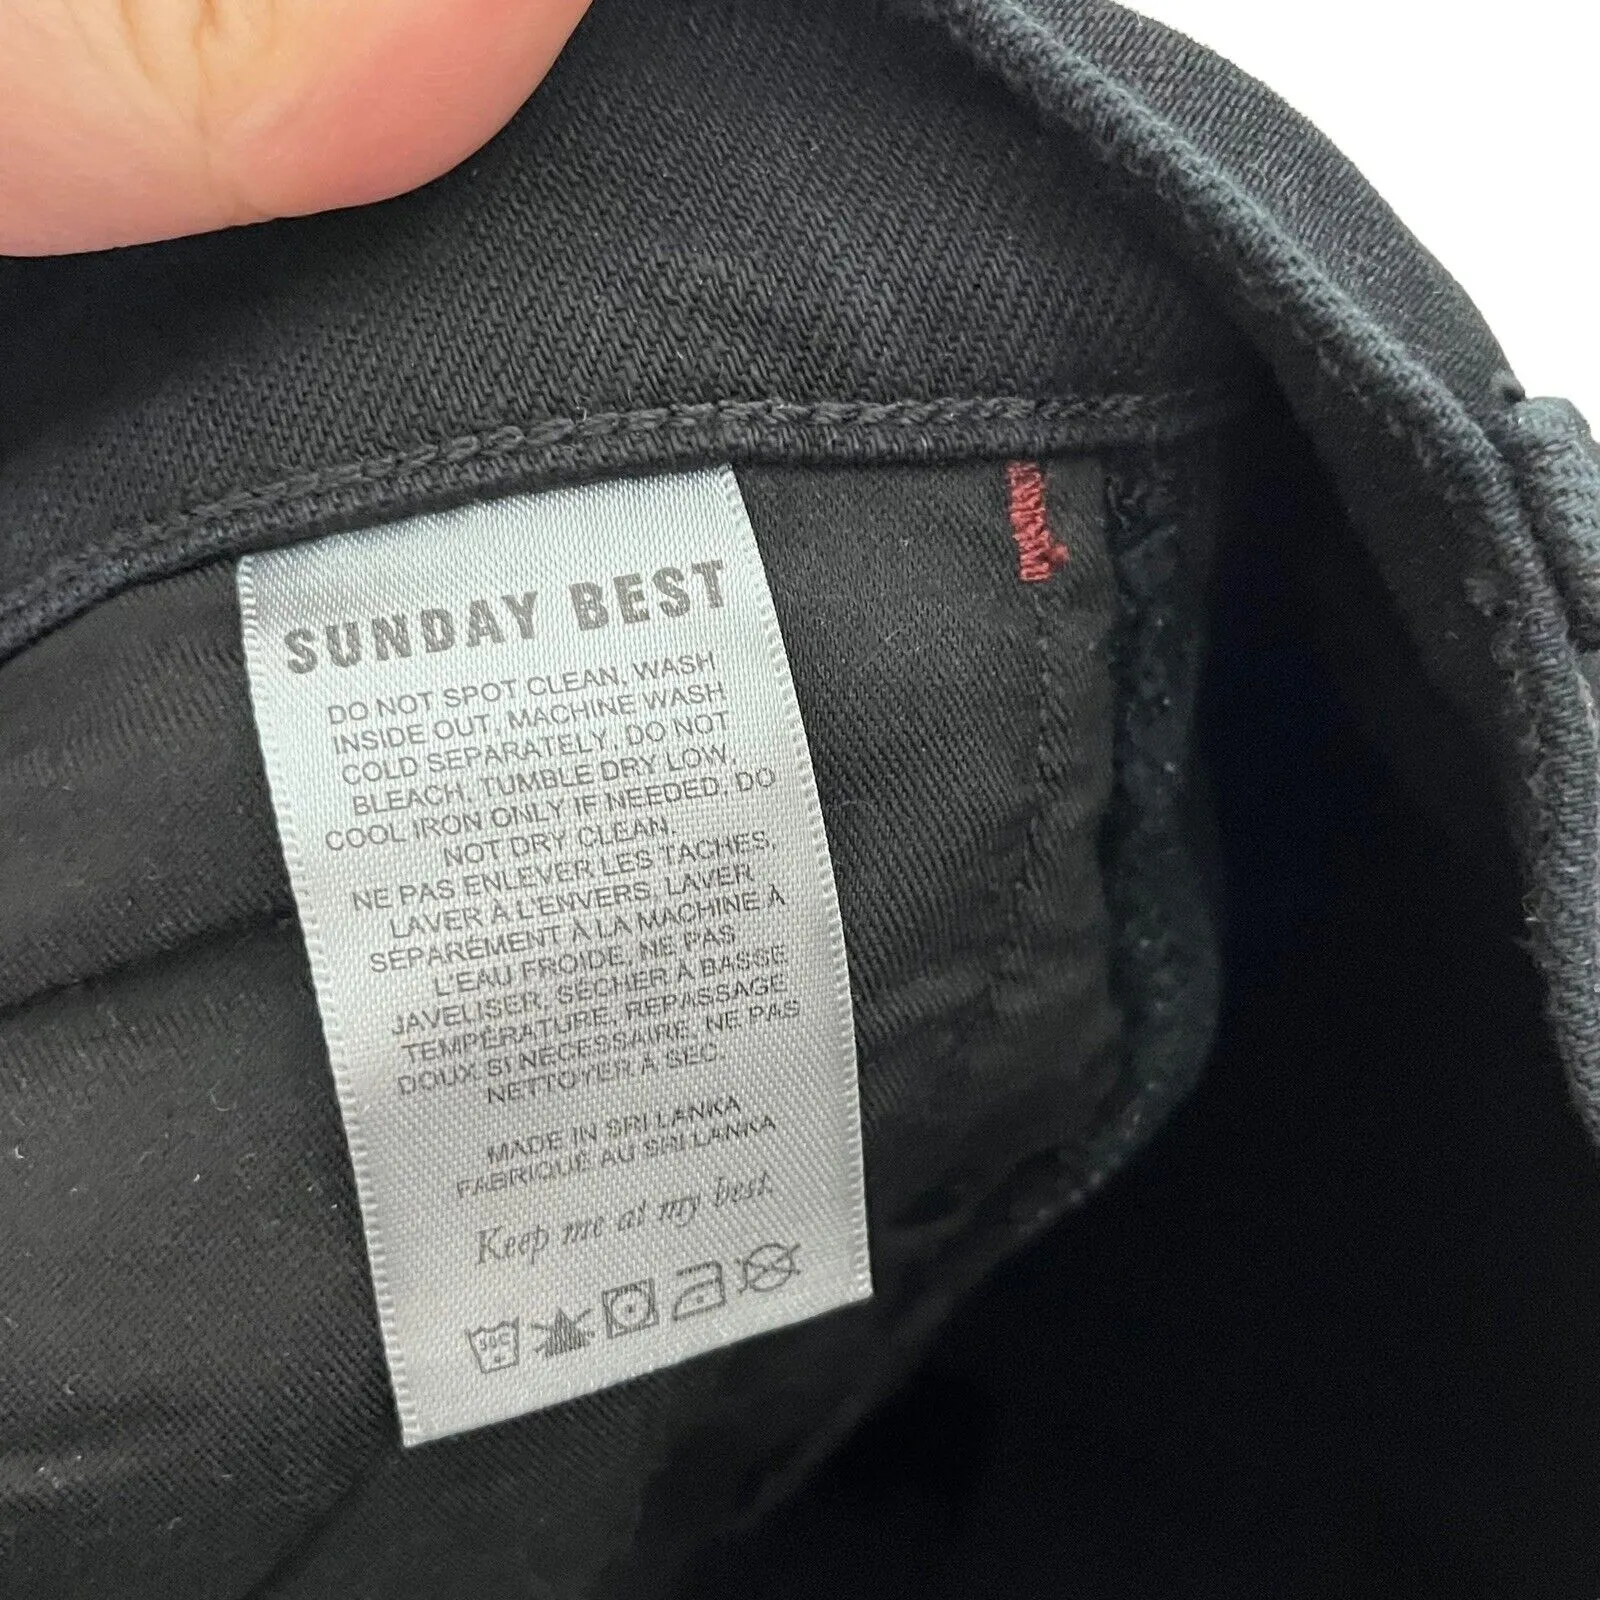 SUNDAY BEST
DO NOT SPOT CLEAN, WASH
INSIDE OUT, MACHINE WASH
COLD SEPARATELY, DO NOT
BLEACH, TUMBLE DRY LOW,
COOL IRON ONLY IF NEEDED. DO
NOT DRY CLEAN.
NE PAS ENLEVER LES TACHES,
LAVER À L'ENVERS, LAVER
SÉPARÉMENT À LA MACHINE À
L'EAU FROIDE, NE PAS
JAVELISER, SÉCHER À BASSE
TEMPÉRATURE, REPASSAGE
DOUX SI NÉCESSAIRE, NE PAS
NETTOYER À SEC.
MADE IN SRI LANKA
FABRIQUÉ AU SRI LANKA
Keep me at my best.
30C